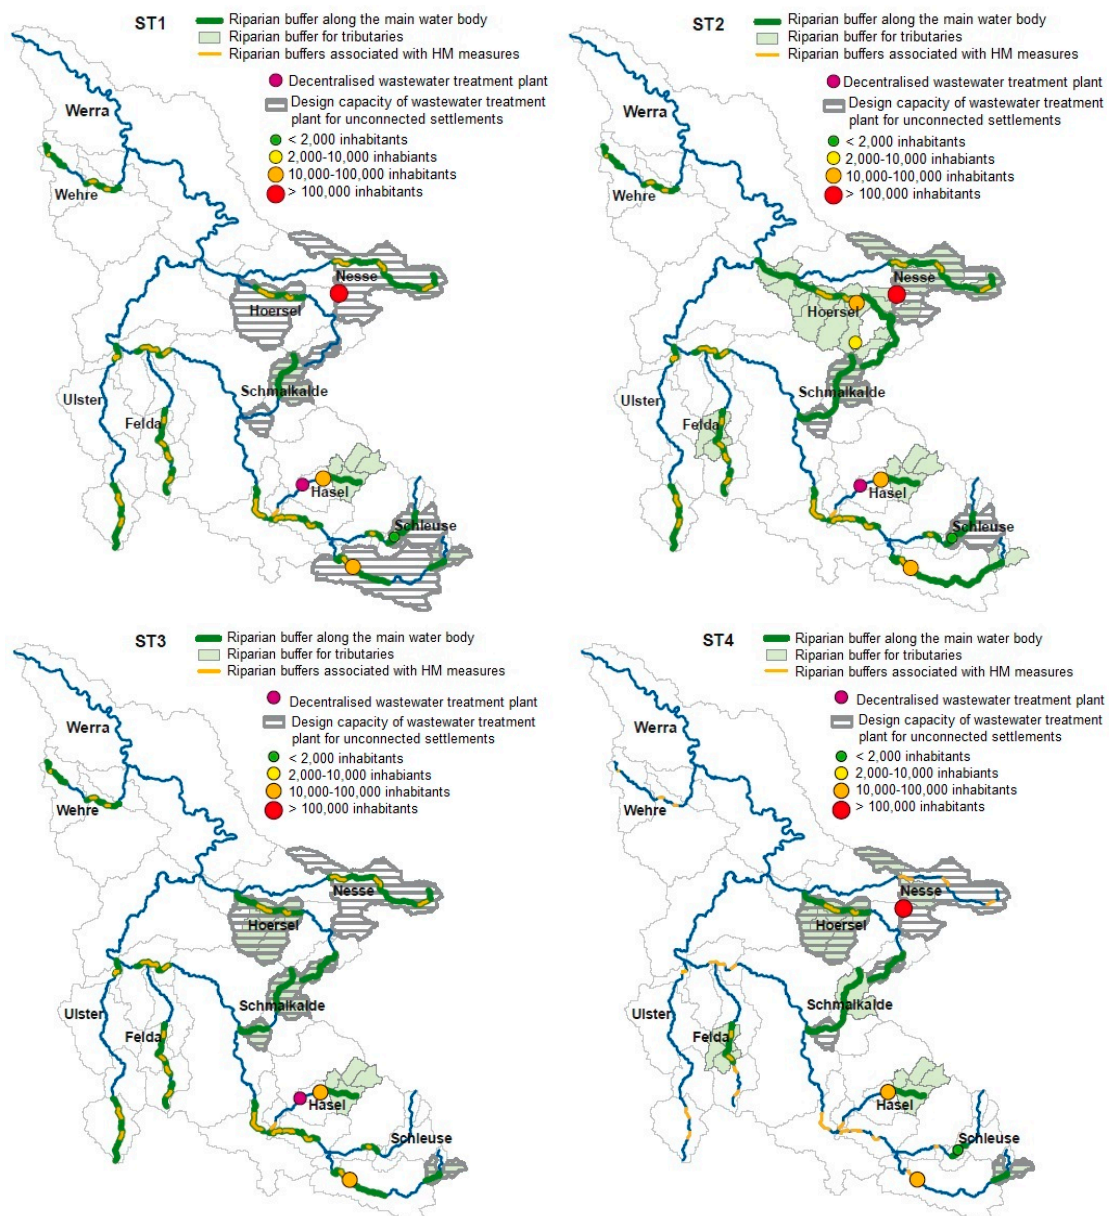 ST1
Riparian buffer along the main water body
Riparian buffer for tributaries
Riparian buffers associated with HM measures
Decentralised wastewater treatment plant
Design capacity of wastewater treatment
plant for unconnected settlements
< 2,000 inhabitants
2,000-10,000 inhabiants
10,000-100,000 inhabitants
> 100,000 inhabitants
Werra
Wehre
Nesse
Hoersel
Schmalkalde
Ulster
Felda
Hasel
Schleuse
ST2
Riparian buffer along the main water body
Riparian buffer for tributaries
Riparian buffers associated with HM measures
Decentralised wastewater treatment plant
Design capacity of wastewater treatment
plant for unconnected settlements
< 2,000 inhabitants
2,000-10,000 inhabiants
10,000-100,000 inhabitants
> 100,000 inhabitants
Werra
Wehre
Nesse
Hoersel
Schmalkalde
Ulster
Felda
Hasel
Schleuse
ST3
Riparian buffer along the main water body
Riparian buffer for tributaries
Riparian buffers associated with HM measures
Decentralised wastewater treatment plant
Design capacity of wastewater treatment
plant for unconnected settlements
< 2,000 inhabitants
2,000-10,000 inhabiants
10,000-100,000 inhabitants
> 100,000 inhabitants
Werra
Wehre
Nesse
Hoersel
Schmalkalde
Ulster
Felda
Hasel
Schleuse
ST4
Riparian buffer along the main water body
Riparian buffer for tributaries
Riparian buffers associated with HM measures
Decentralised wastewater treatment plant
Design capacity of wastewater treatment
plant for unconnected settlements
< 2,000 inhabitants
2,000-10,000 inhabiants
10,000-100,000 inhabitants
> 100,000 inhabitants
Werra
Wehre
Nesse
Hoersel
Schmalkalde
Ulster
Felda
Hasel
Schleuse